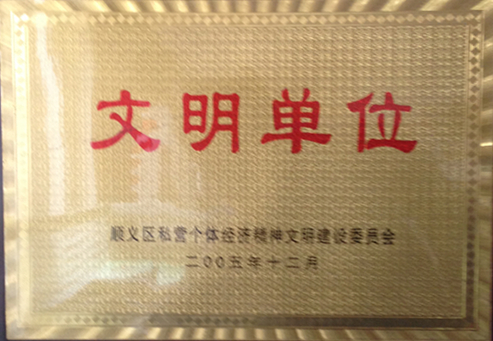 文明单位
顺义区私营个体经济精神文明建设委员会
二00五年十二月